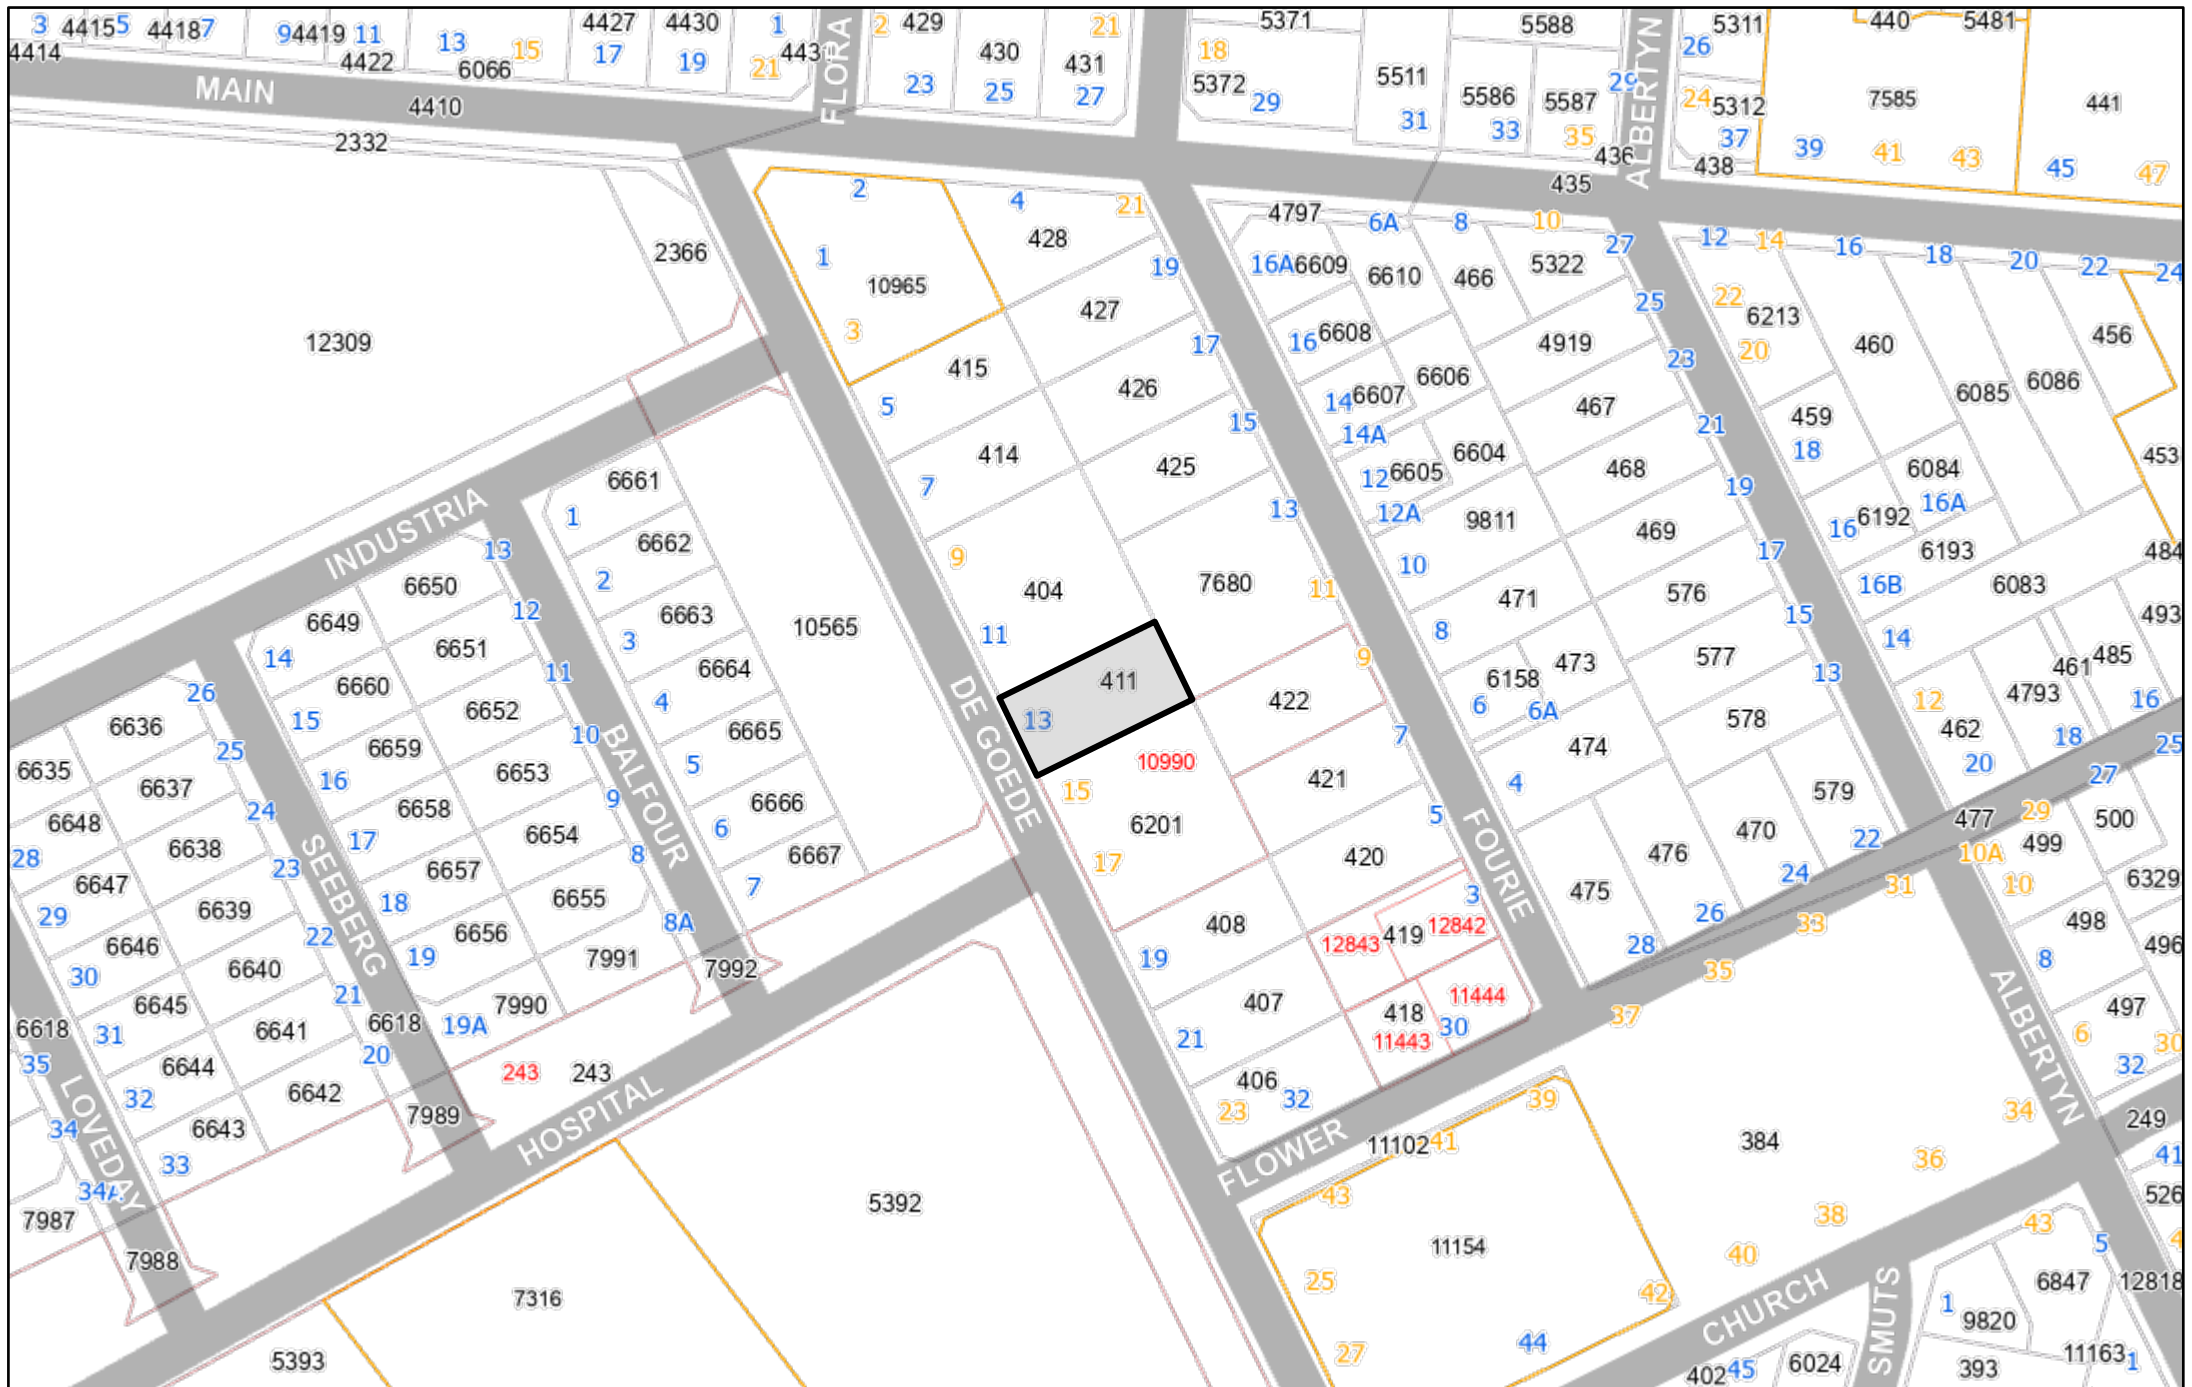 3 4415 5 4418 7 9 4419 11 13 15 4427 4430 1 2 429 21 5371 5588 5311 440 5481
4414 4422 6066 17 19 21 443 FLORA 430 431 18 5511 29 ALBERTYN 26
MAIN 4410 23 25 27 5372 29 31 5586 33 5587 35 24 5312 7585 441
2332 436 37 39 41 43 45 47
435 438
2 4 21 4797 6A 8 10 27 12 14 16 18 20 22 24
2366 1 428 19 16A 6609 6610 466 5322 25 22 6213
10965 427 16 6608 4919 23 20 460 456
12309 3 415 17 14 6607 6606 467 21 459 6085 6086
5 426 15 14A 6604 468 18 6084 453
6661 414 425 12 6605 19 16A
INDUSTRIA 1 7 13 12A 9811 469 16 6192 6193 484
13 6662 9 10 17 16B 6083
6650 2 404 7680 11 471 576 15 493
6649 12 6663 10565 11 8 14
14 6651 3 473 577 13 461 485
6660 11 6664 411 9 6158 12 4793 16
26 15 6652 4 DE GOEDE 13 422 6 6A 578 462 18 25
6636 25 6659 10 BALFOUR 6665 7 474 20 27
6635 6637 16 6653 5 10990 421 4 579
6648 24 6658 9 6666 15 5 FOURIE 477 29 500
28 6638 17 6654 6 6201 470 22 10A 499
6647 23 SEEBERG 6657 8 6667 17 420 476 24 31 10 6329
29 6639 18 6655 7 3 475 26 33 498
6646 22 6656 8A 408 12843 419 12842 28 496
30 6640 19 7991 7992 19 35 8
6645 21 7990 407 11444 ALBERTYN 497
6618 31 6641 6618 19A 21 418 30 37 6 30
35 6644 20 11443 32
LOVEDAY 32 6642 243 243 406 32 39 34 249
34 6643 7989 HOSPITAL 23 FLOWER 11102 41 384 36 41
34A 33 5392 43 38 526
7987 11154 40 43 5
7988 7316 25 42 CHURCH SMUTS 6847 12818
5393 27 44 1 9820
402 45 6024 393 11163 1